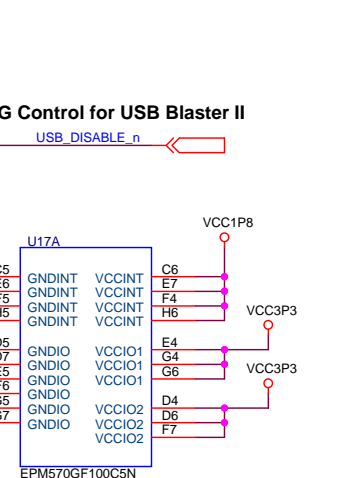 G Control for USB Blaster II
USB_DISABLE_n
VCC1P8
U17A
GNDINT VCCINT C6
E6 GNDINT VCCINT E7
F5 GNDINT VCCINT F4
H5 GNDINT VCCINT H6
VCC3P3
D5 GNDIO VCCIO1 E4
D7 GNDIO VCCIO1 G4
E5 GNDIO VCCIO1 G6
VCC3P3
F6 GNDIO
G5 GNDIO VCCIO2 D4
G7 GNDIO VCCIO2 D6
VCCIO2 F7
EPM570GF100C5N